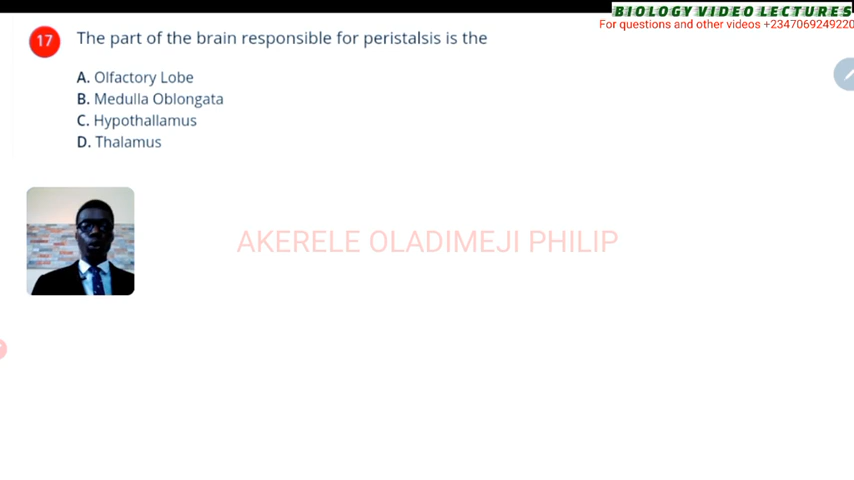 BIOLOGY VIDEO LECTURES
For questions and other videos +2347069249220
17 The part of the brain responsible for peristalsis is the
A. Olfactory Lobe
B. Medulla Oblongata
C. Hypothallamus
D. Thalamus
AKERELE OLADIMEJI PHILIP